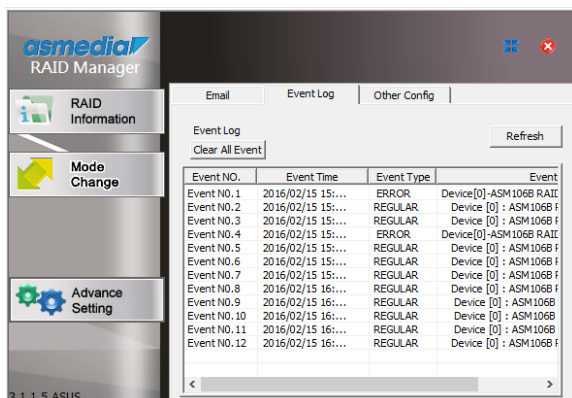 asmedia
RAID Manager
RAID
Information
Mode
Change
Advance
Setting
3.1.1.5 ASUS
Email Event Log Other Config
Event Log
Clear All Event
Refresh
Event NO. Event Time Event Type Event
Event N0.1 2016/02/15 15:... ERROR Device[0]-ASM106B RAID
Event N0.2 2016/02/15 15:... REGULAR Device [0] : ASM106B
Event N0.3 2016/02/15 15:... REGULAR Device [0] : ASM106B
Event N0.4 2016/02/15 15:... ERROR Device[0]-ASM106B RAID
Event N0.5 2016/02/15 15:... REGULAR Device [0] : ASM106B
Event N0.6 2016/02/15 15:... REGULAR Device [0] : ASM106B
Event N0.7 2016/02/15 15:... REGULAR Device [0] : ASM106B
Event N0.8 2016/02/15 16:... REGULAR Device [0] : ASM106B
Event N0.9 2016/02/15 16:... REGULAR Device [0] : ASM106B
Event N0.10 2016/02/15 16:... REGULAR Device [0] : ASM106B
Event N0.11 2016/02/15 16:... REGULAR Device [0] : ASM106B
Event N0.12 2016/02/15 16:... REGULAR Device [0] : ASM106B